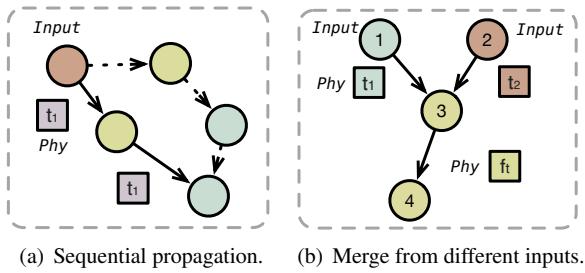 Input
t1
Phy
t1
(a) Sequential propagation.
Input
1
2
Input
Phy
t1
t2
3
Phy
ft
4
(b) Merge from different inputs.